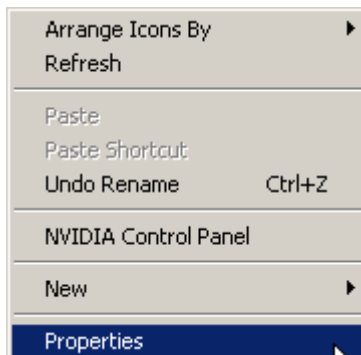 Arrange Icons By
Refresh
Paste
Paste Shortcut
Undo Rename Ctrl+Z
NVIDIA Control Panel
New
Properties